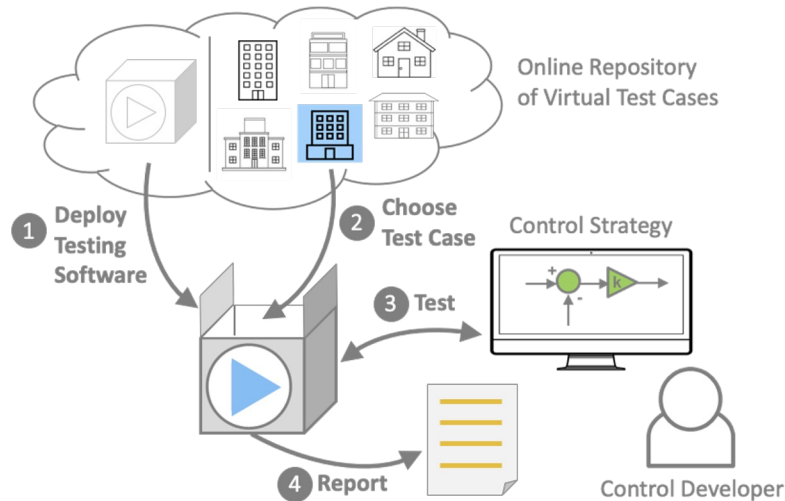 Online Repository
of Virtual Test Cases
1 Deploy
Testing
Software
2 Choose
Test Case
Control Strategy
+
k
-
3 Test
4 Report
Control Developer